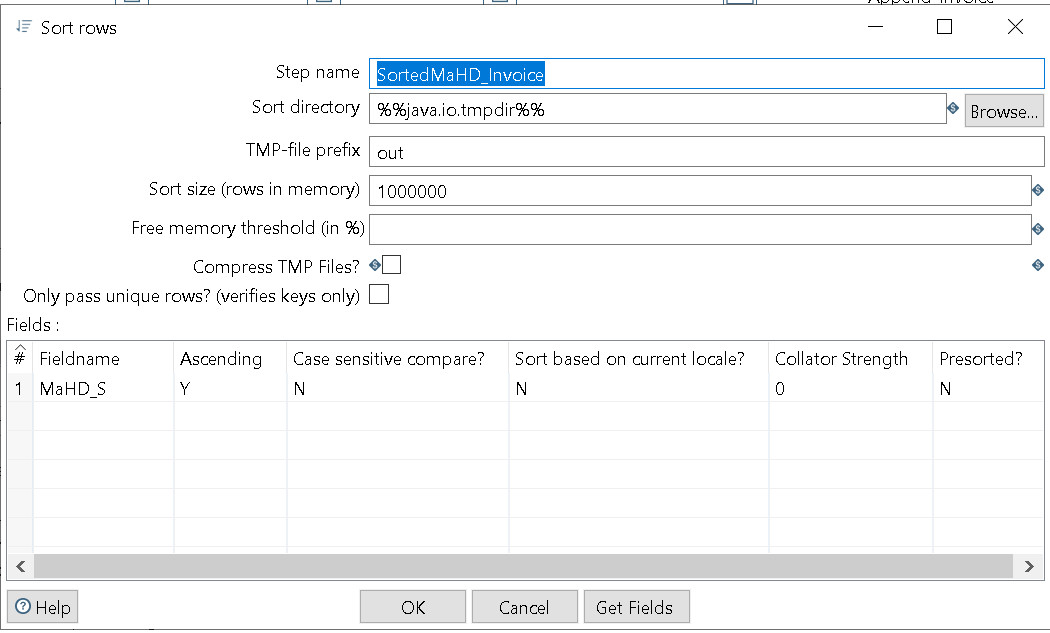 Sort rows
Step name SortedMaHD_Invoice
Sort directory %%java.io.tmpdir%% Browse...
TMP-file prefix out
Sort size (rows in memory) 1000000
Free memory threshold (in %)
Compress TMP Files?
Only pass unique rows? (verifies keys only)
Fields :
# Fieldname Ascending Case sensitive compare? Sort based on current locale? Collator Strength Presorted?
1 MaHD_S Y N N 0 N
Help OK Cancel Get Fields